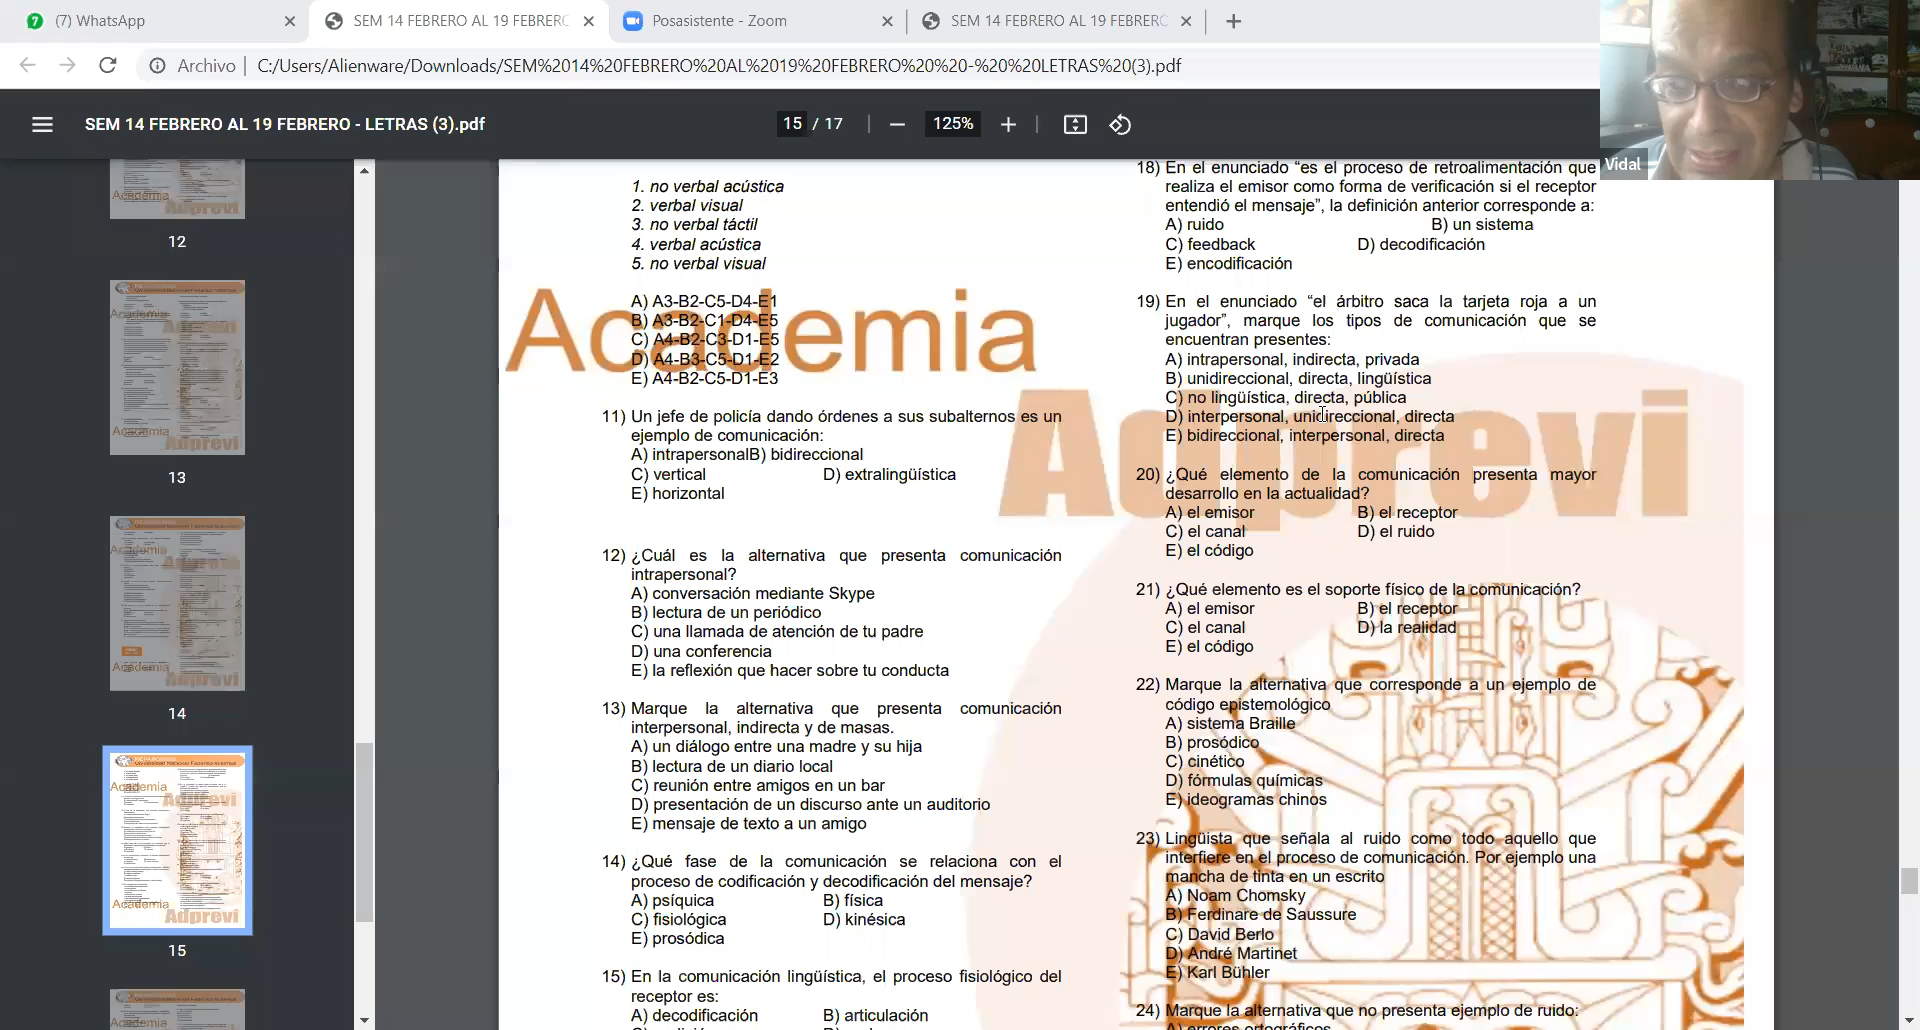 (7) WhatsApp
SEM 14 FEBRERO AL 19 FEBRERO
Posasistente - Zoom
SEM 14 FEBRERO AL 19 FEBRERO
Archivo
C:/Users/Alienware/Downloads/SEM%2014%20FEBRERO%20AL%2019%20FEBRERO%20%20-%20%20LETRAS%20(3).pdf
SEM 14 FEBRERO AL 19 FEBRERO - LETRAS (3).pdf
15 / 17
125%
Vidal
12
13
14
15
Academia
Adprevi
1. no verbal acústica
2. verbal visual
3. no verbal táctil
4. verbal acústica
5. no verbal visual
A) A3-B2-C5-D4-E1
B) A3-B2-C1-D4-E5
C) A4-B2-C3-D1-E5
D) A4-B3-C5-D1-E2
E) A4-B2-C5-D1-E3
11) Un jefe de policía dando órdenes a sus subalternos es un
ejemplo de comunicación:
A) intrapersonalB) bidireccional
C) vertical D) extralingüística
E) horizontal
12) ¿Cuál es la alternativa que presenta comunicación
intrapersonal?
A) conversación mediante Skype
B) lectura de un periódico
C) una llamada de atención de tu padre
D) una conferencia
E) la reflexión que hacer sobre tu conducta
13) Marque la alternativa que presenta comunicación
interpersonal, indirecta y de masas.
A) un diálogo entre una madre y su hija
B) lectura de un diario local
C) reunión entre amigos en un bar
D) presentación de un discurso ante un auditorio
E) mensaje de texto a un amigo
14) ¿Qué fase de la comunicación se relaciona con el
proceso de codificación y decodificación del mensaje?
A) psíquica B) física
C) fisiológica D) kinésica
E) prosódica
15) En la comunicación lingüística, el proceso fisiológico del
receptor es:
A) decodificación B) articulación
18) En el enunciado “es el proceso de retroalimentación que
realiza el emisor como forma de verificación si el receptor
entendió el mensaje”, la definición anterior corresponde a:
A) ruido B) un sistema
C) feedback D) decodificación
E) encodificación
19) En el enunciado “el árbitro saca la tarjeta roja a un
jugador”, marque los tipos de comunicación que se
encuentran presentes:
A) intrapersonal, indirecta, privada
B) unidireccional, directa, lingüística
C) no lingüística, directa, pública
D) interpersonal, unidireccional, directa
E) bidireccional, interpersonal, directa
20) ¿Qué elemento de la comunicación presenta mayor
desarrollo en la actualidad?
A) el emisor B) el receptor
C) el canal D) el ruido
E) el código
21) ¿Qué elemento es el soporte físico de la comunicación?
A) el emisor B) el receptor
C) el canal D) la realidad
E) el código
22) Marque la alternativa que corresponde a un ejemplo de
código epistemológico
A) sistema Braille
B) prosódico
C) cinético
D) fórmulas químicas
E) ideogramas chinos
23) Lingüista que señala al ruido como todo aquello que
interfiere en el proceso de comunicación. Por ejemplo una
mancha de tinta en un escrito
A) Noam Chomsky
B) Ferdinare de Saussure
C) David Berlo
D) André Martinet
E) Karl Bühler
24) Marque la alternativa que no presenta ejemplo de ruido:
A) errores ortográficos